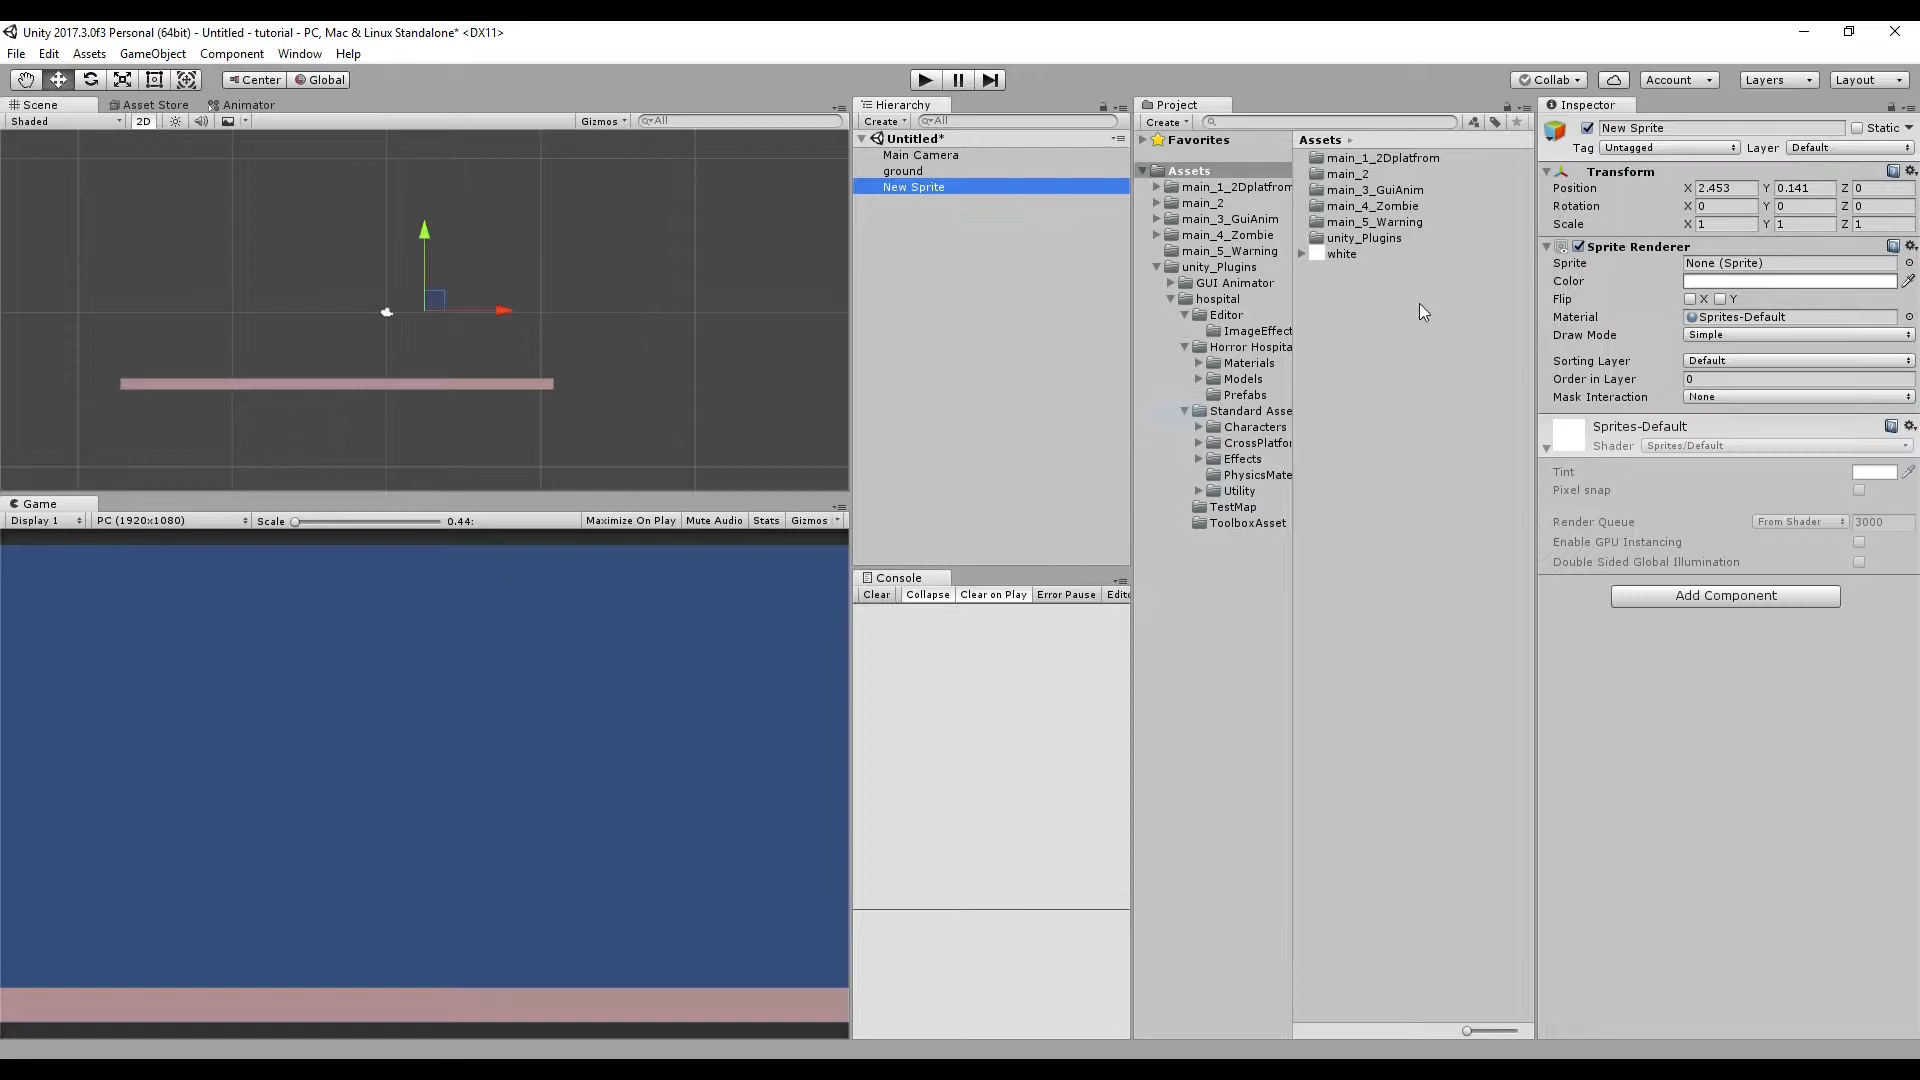 Unity 2017.3.0f3 Personal (64bit) - Untitled - tutorial - PC, Mac & Linux Standalone* <DX11>
File Edit Assets GameObject Component Window Help
Center Global Collab Account Layers Layout
Scene Asset Store Animator
Shaded 2D Gizmos All
Game
Display 1 PC (1920x1080) Scale 0.44: Maximize On Play Mute Audio Stats Gizmos
Hierarchy
Create All
Untitled*
Main Camera
ground
New Sprite
Console
Clear Collapse Clear on Play Error Pause Edito
Project
Create
Favorites
Assets
main_1_2Dplatfrom
main_2
main_3_GuiAnim
main_4_Zombie
main_5_Warning
unity_Plugins
GUI Animator
hospital
Editor
ImageEffect
Horror Hospita
Materials
Models
Prefabs
Standard Asse
Characters
CrossPlatfor
Effects
PhysicsMate
Utility
TestMap
ToolboxAsset
Assets
main_1_2Dplatfrom
main_2
main_3_GuiAnim
main_4_Zombie
main_5_Warning
unity_Plugins
white
Inspector
New Sprite Static
Tag Untagged Layer Default
Transform
Position X 2.453 Y 0.141 Z 0
Rotation X 0 Y 0 Z 0
Scale X 1 Y 1 Z 1
Sprite Renderer
Sprite None (Sprite)
Color
Flip X Y
Material Sprites-Default
Draw Mode Simple
Sorting Layer Default
Order in Layer 0
Mask Interaction None
Sprites-Default
Shader Sprites/Default
Tint
Pixel snap
Render Queue From Shader 3000
Enable GPU Instancing
Double Sided Global Illumination
Add Component